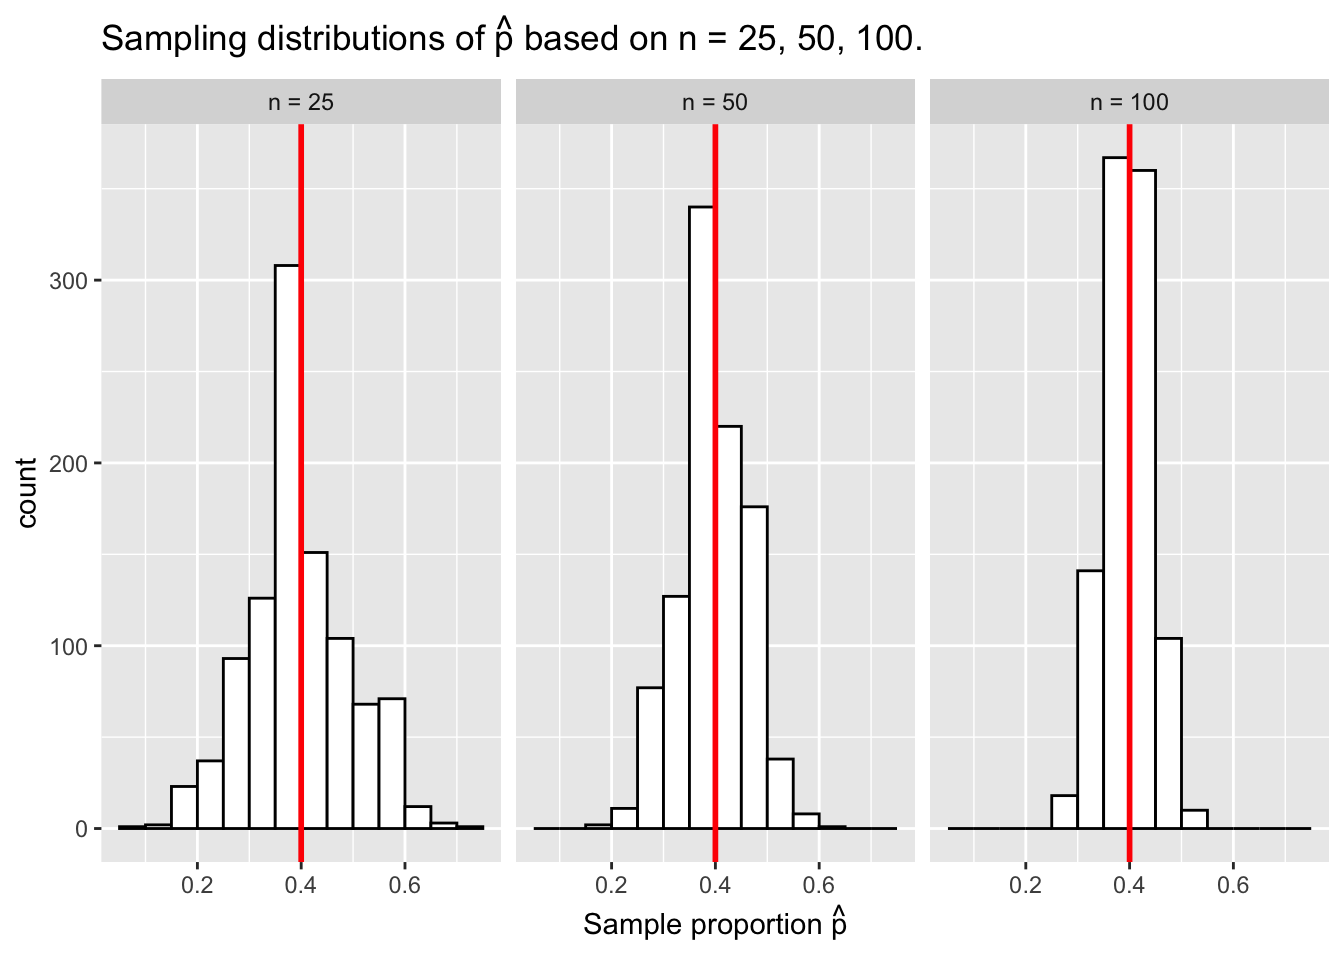 Sampling distributions of p̂ based on n = 25, 50, 100.
n = 25
n = 50
n = 100
count
300
200
100
0
0.2 0.4 0.6
0.2 0.4 0.6
0.2 0.4 0.6
Sample proportion p̂